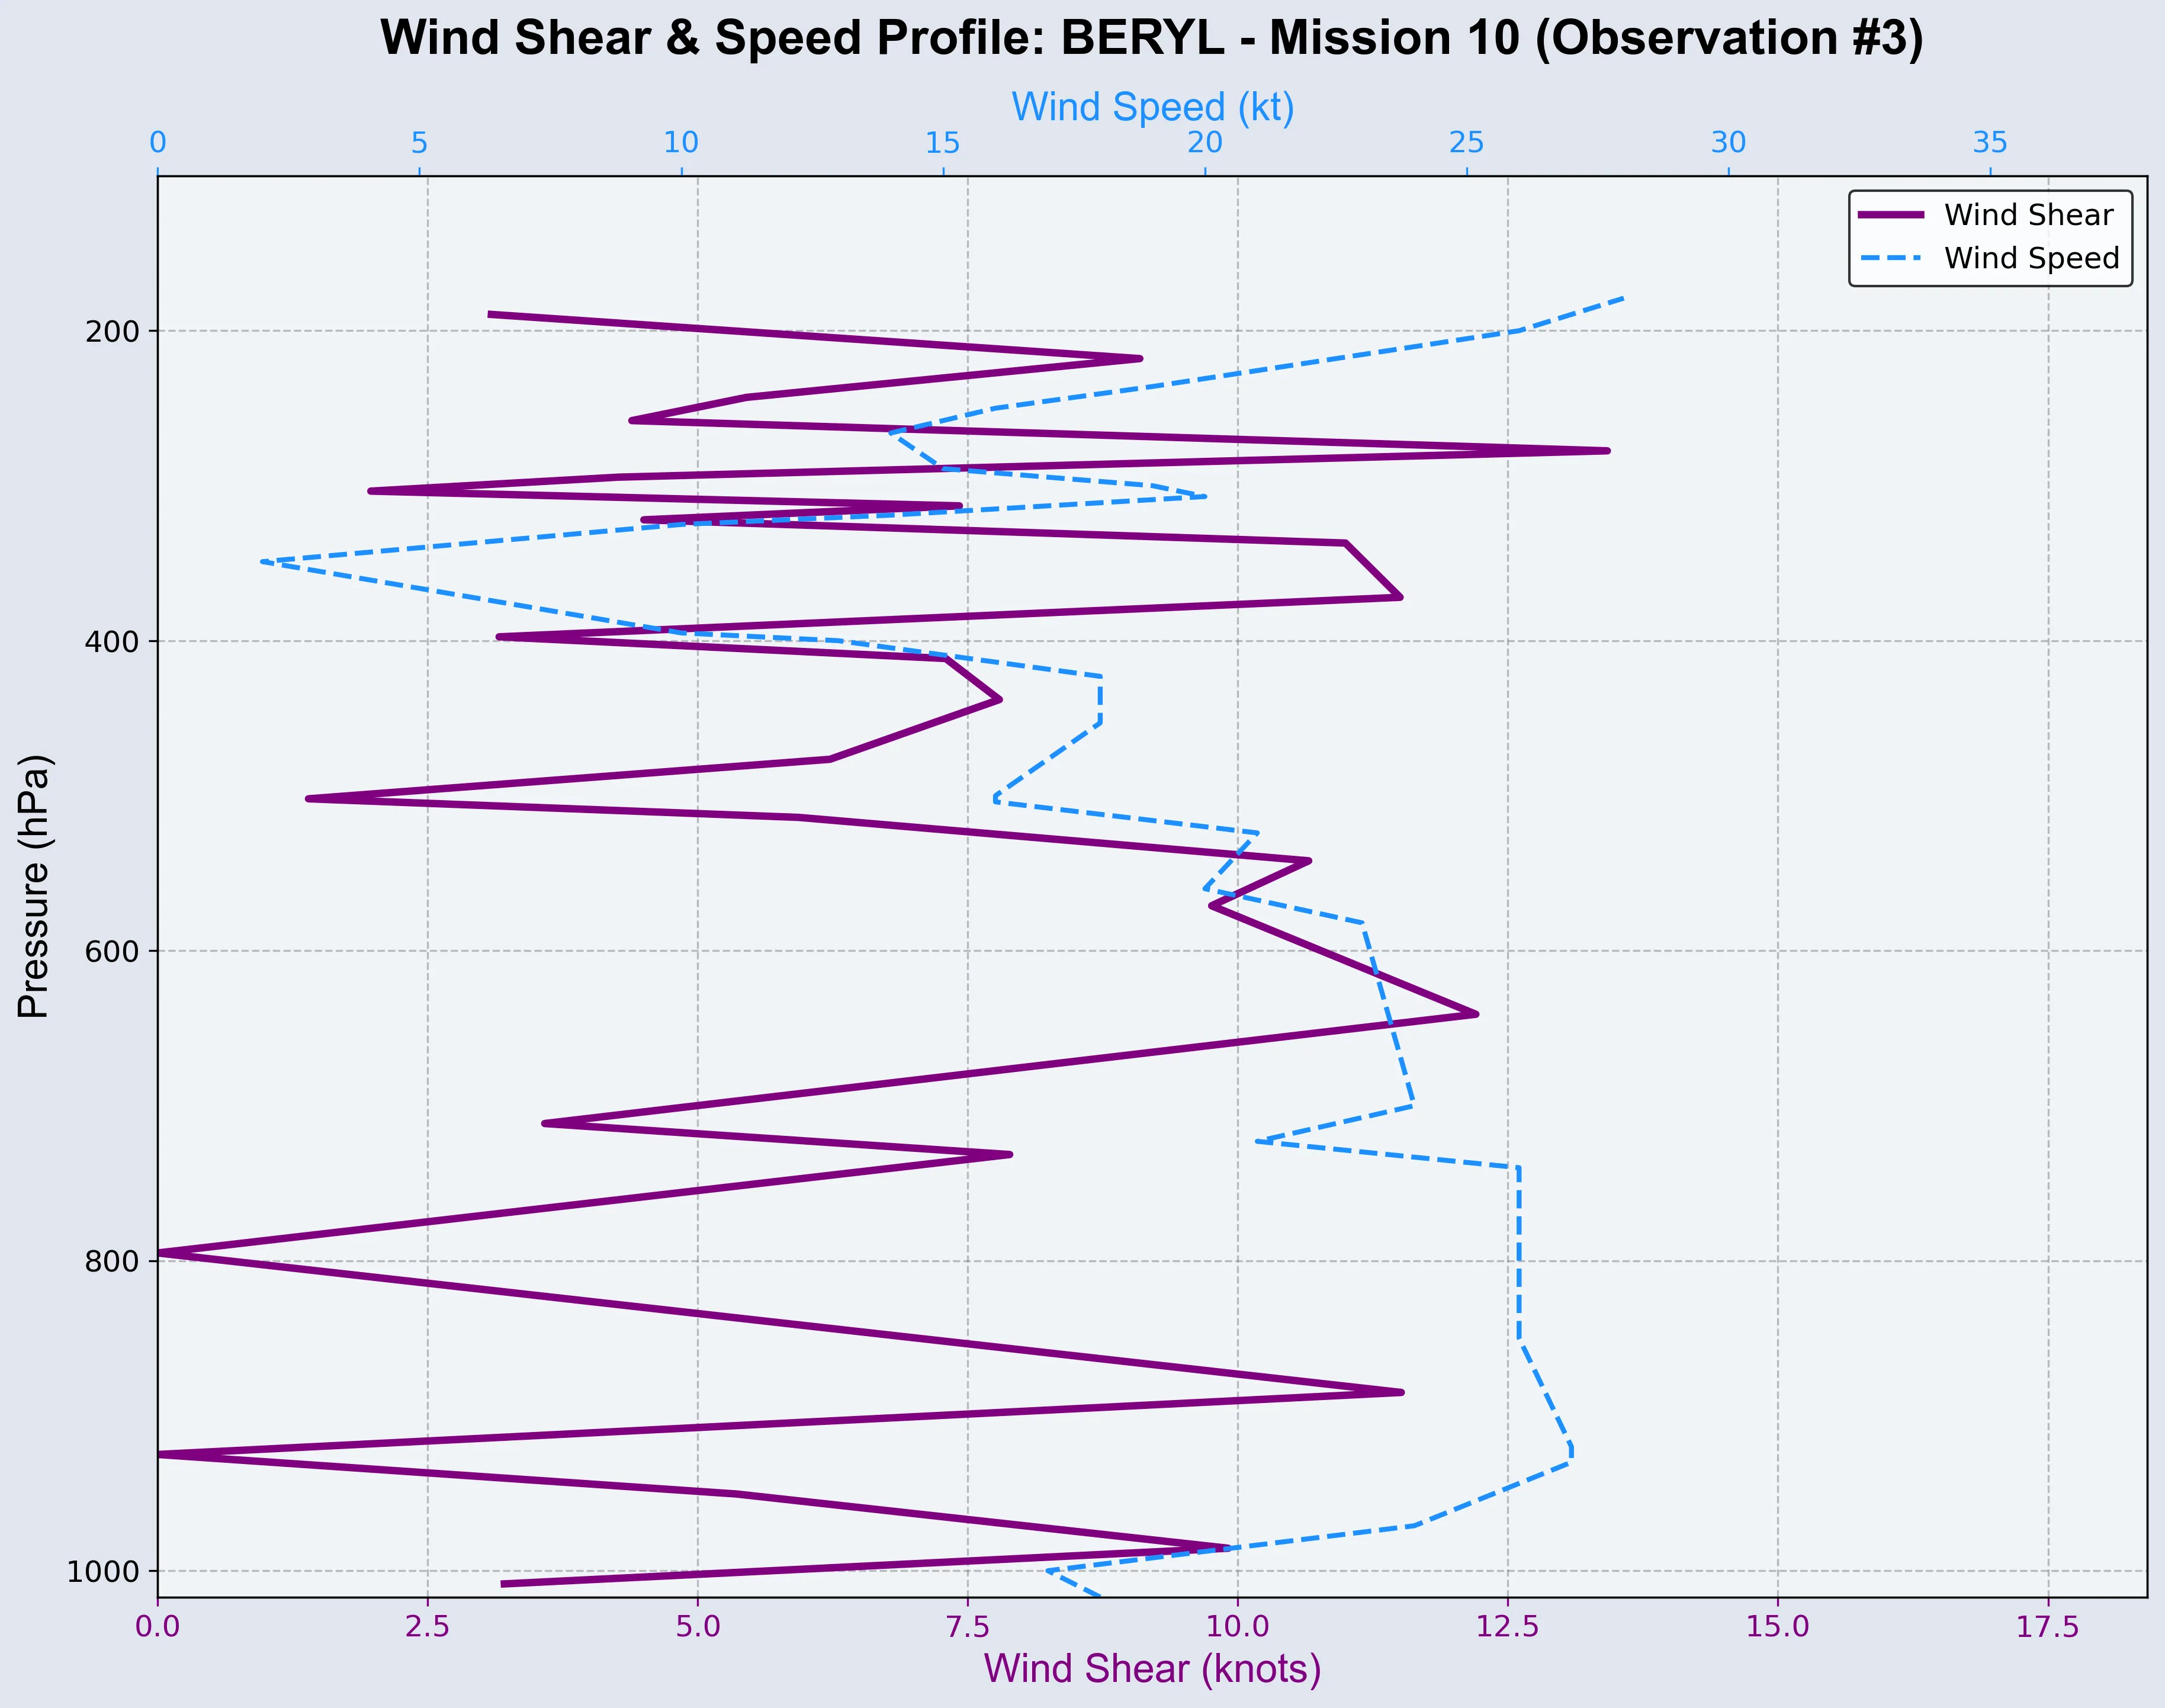 Wind Shear & Speed Profile: BERYL - Mission 10 (Observation #3)
Wind Speed (kt)
0 5 10 15 20 25 30 35
Wind Shear
Wind Speed
Pressure (hPa)
200
400
600
800
1000
0.0 2.5 5.0 7.5 10.0 12.5 15.0 17.5
Wind Shear (knots)